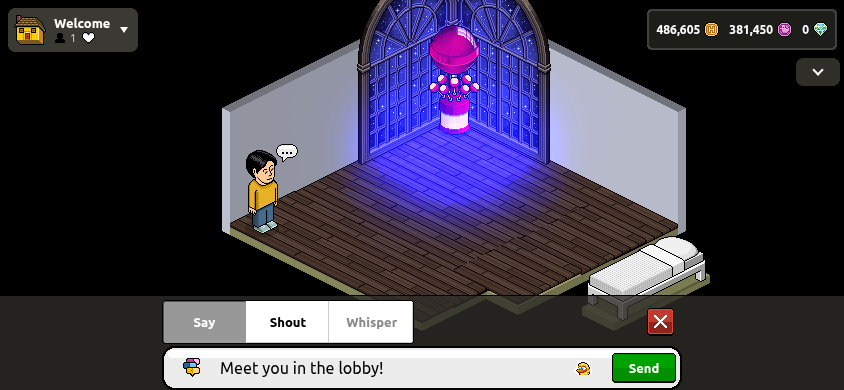 Welcome
1
486,605 381,450 0
Say Shout Whisper
Meet you in the lobby! Send